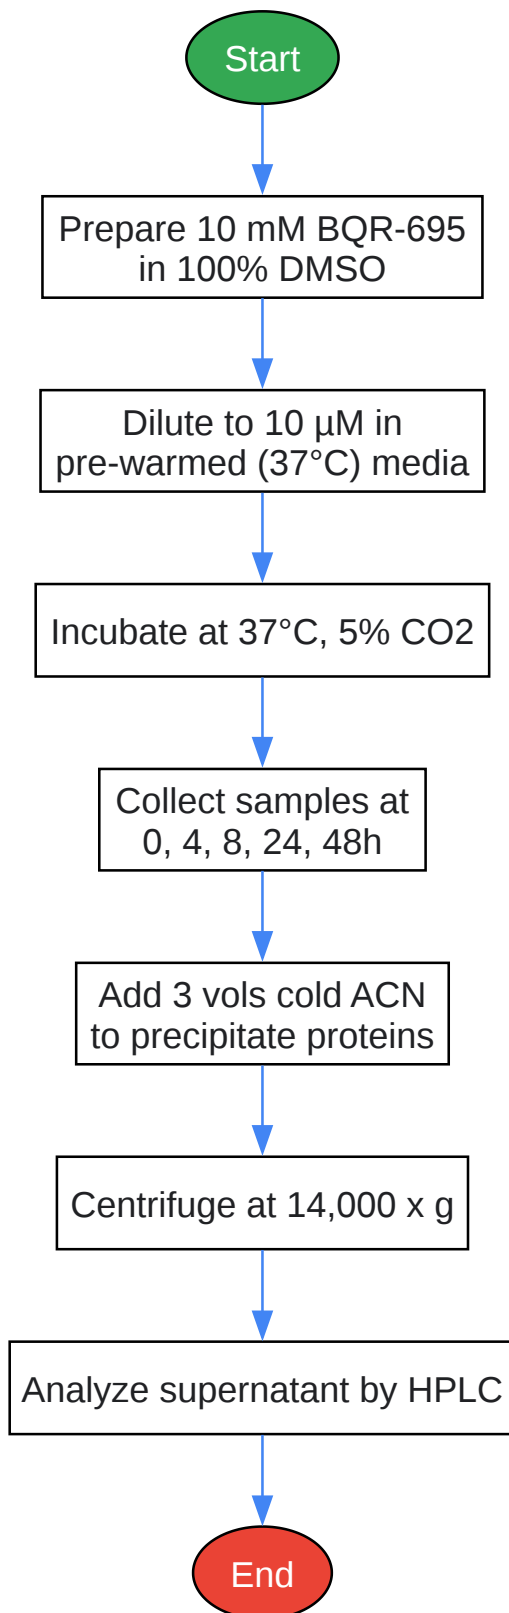 Start
Prepare 10 mM BQR-695
in 100% DMSO
Dilute to 10 µM in
pre-warmed (37°C) media
Incubate at 37°C, 5% CO2
Collect samples at
0, 4, 8, 24, 48h
Add 3 vols cold ACN
to precipitate proteins
Centrifuge at 14,000 x g
Analyze supernatant by HPLC
End